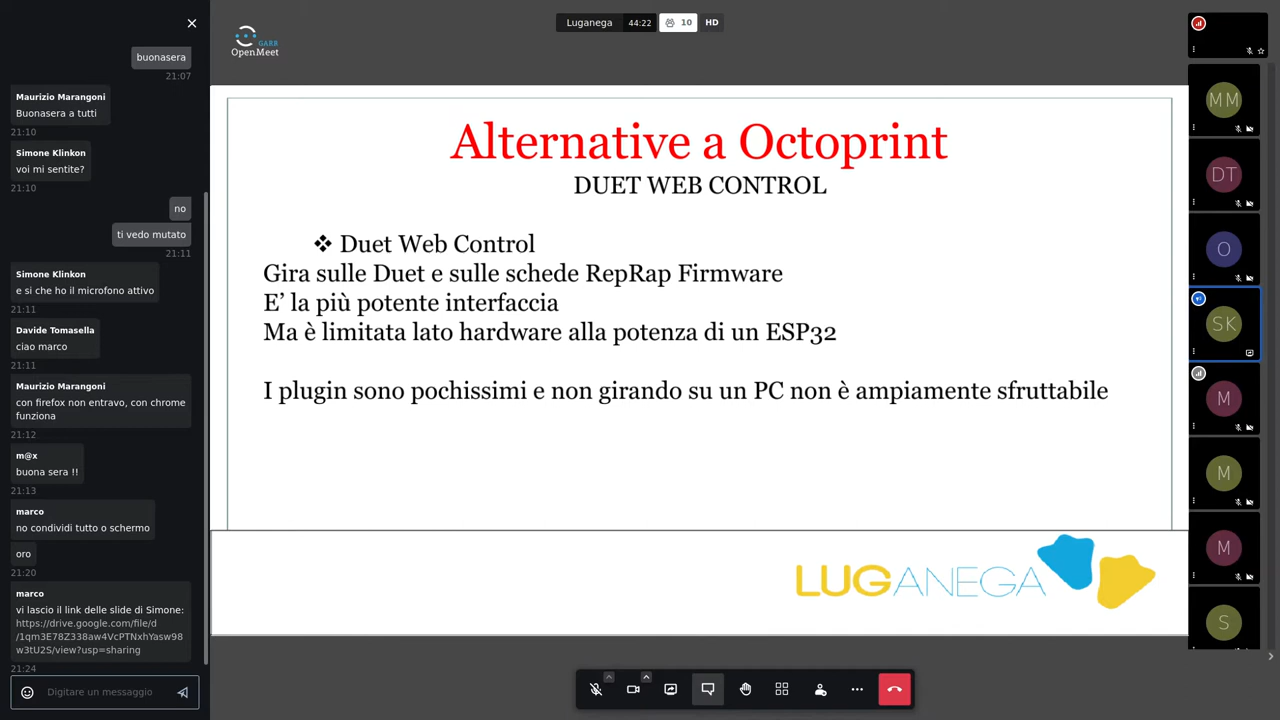 buonasera
21:07
Maurizio Marangoni
Buonasera a tutti
21:10
Simone Klinkon
voi mi sentite?
21:10
no
ti vedo mutato
21:11
Simone Klinkon
e si che ho il microfono attivo
21:11
Davide Tomasella
ciao marco
21:11
Maurizio Marangoni
con firefox non entravo, con chrome
funziona
21:12
m@x
buona sera !!
21:13
marco
no condividi tutto o schermo
oro
21:20
marco
vi lascio il link delle slide di Simone:
https://drive.google.com/file/d
/1qm3E78Z338aw4VcPTNxhYasw98
w3tU2S/view?usp=sharing
21:24
Digitare un messaggio
GARR
OpenMeet
Luganega
44:22
10
HD
Alternative a Octoprint
DUET WEB CONTROL
❖ Duet Web Control
Gira sulle Duet e sulle schede RepRap Firmware
E’ la più potente interfaccia
Ma è limitata lato hardware alla potenza di un ESP32
I plugin sono pochissimi e non girando su un PC non è ampiamente sfruttabile
LUGANEGA
MM
DT
O
SK
M
M
M
S